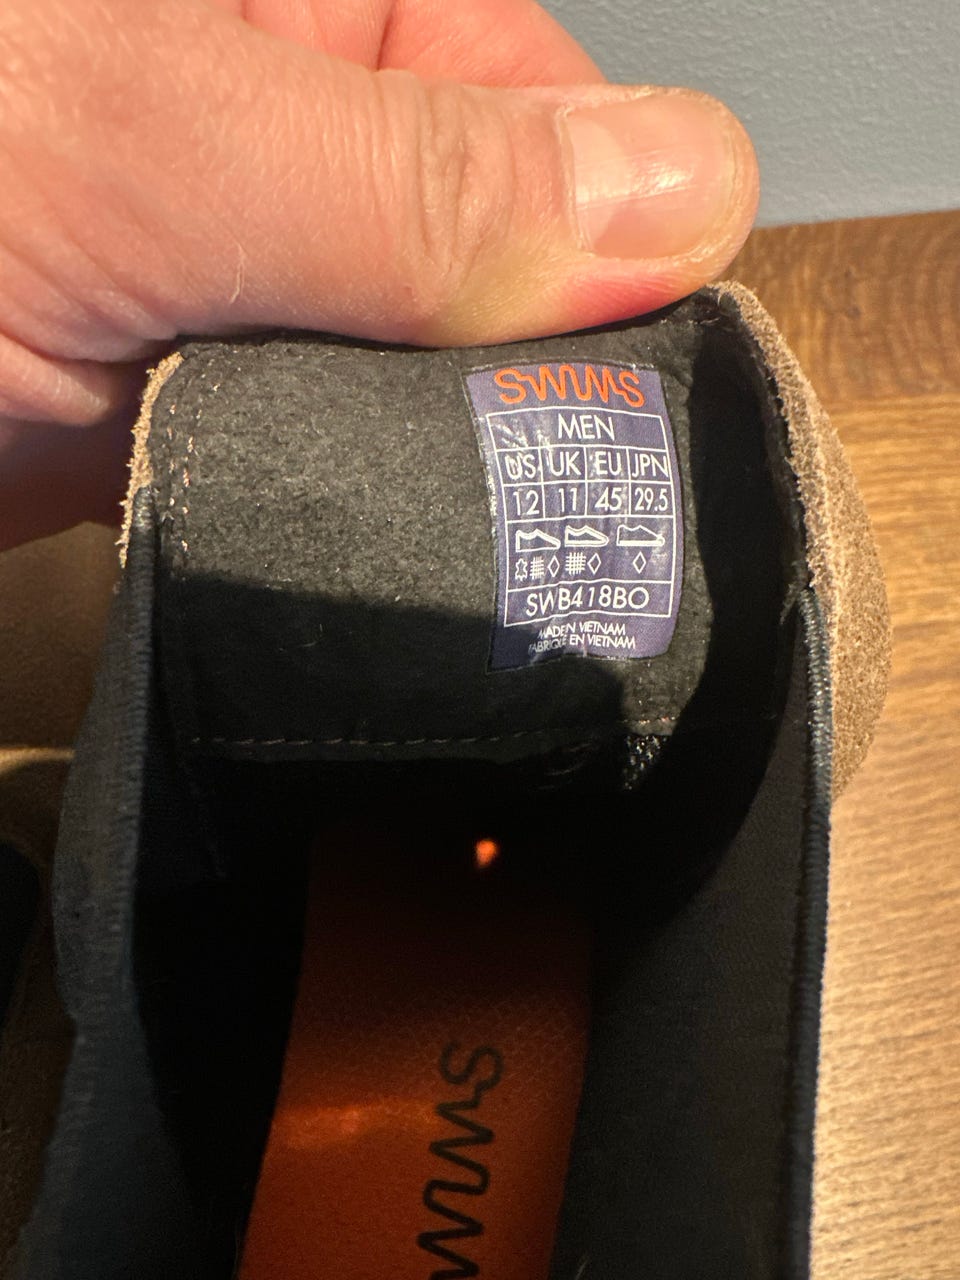 SWIMS
MEN
US UK EU JPN
12 11 45 29.5
SWB418BO
MADE IN VIETNAM
FABRIQUÉ EN VIETNAM
SWIMS